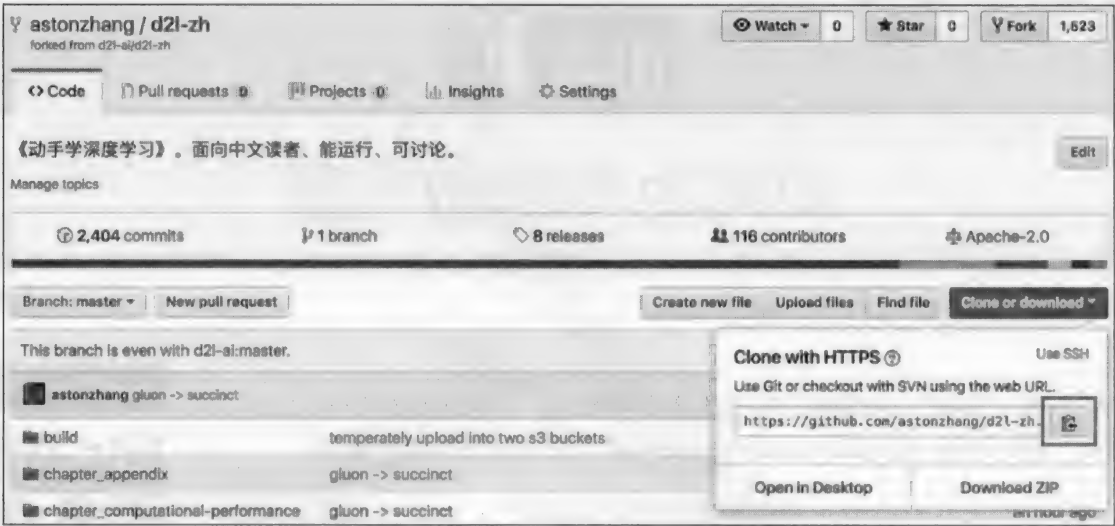 astonzhang / d2l-zh Watch 0 Star 0 Fork 1,523
forked from d2l-ai/d2l-zh
Code Pull requests 0 Projects 0 Insights Settings
《动手学深度学习》。面向中文读者、能运行、可讨论。 Edit
Manage topics
2,404 commits 1 branch 8 releases 116 contributors Apache-2.0
Branch: master New pull request Create new file Upload files Find file Clone or download
This branch is even with d2l-ai:master.
Clone with HTTPS Use SSH
Use Git or checkout with SVN using the web URL.
astonzhang gluon -> succinct
https://github.com/astonzhang/d2l-zh.
build temperately upload into two s3 buckets
chapter_appendix gluon -> succinct
Open in Desktop Download ZIP
chapter_computational-performance gluon -> succinct an hour ago